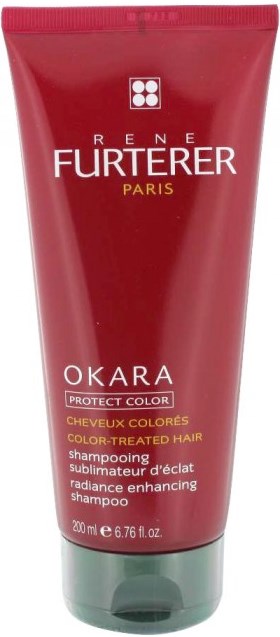 RENE
FURTERER
PARIS
OKARA
PROTECT COLOR
CHEVEUX COLORÉS
COLOR-TREATED HAIR
shampooing
sublimateur d'éclat
radiance enhancing
shampoo
200 ml e 6.76 fl. oz.